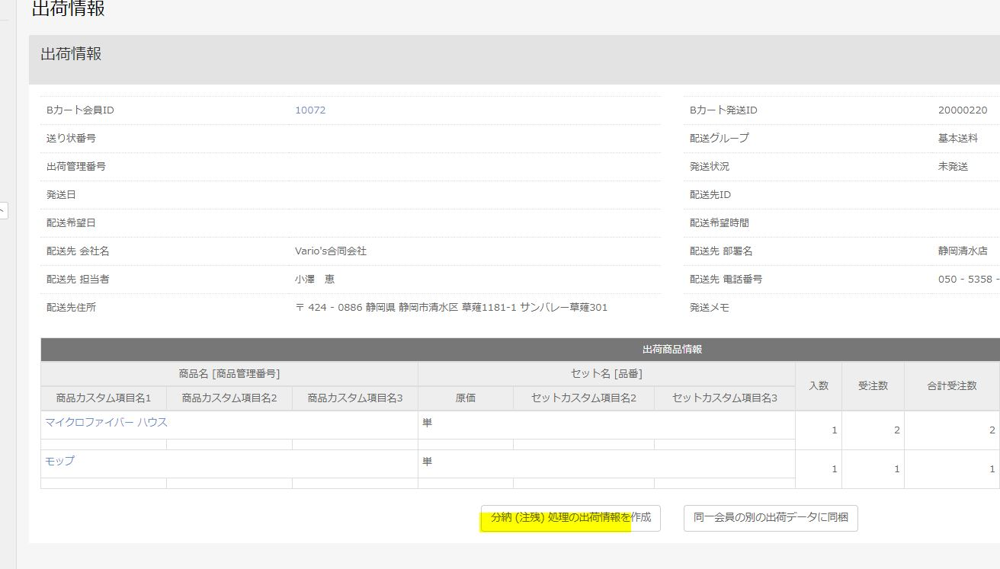 出荷情報
出荷情報
Bカート会員ID 10072 Bカート発送ID 20000220
送り状番号 配送グループ 基本送料
出荷管理番号 発送状況 未発送
発送日 配送先ID
配送希望日 配送希望時間
配送先 会社名 Vario's合同会社 配送先 部署名 静岡清水店
配送先 担当者 小澤 恵 配送先 電話番号 050 - 5358 -
配送先住所 〒 424 - 0886 静岡県 静岡市清水区 草薙1181-1 サンバレー草薙301 発送メモ
出荷商品情報
商品名 [商品管理番号] セット名 [品番] 入数 受注数 合計受注数
商品カスタム項目名1 商品カスタム項目名2 商品カスタム項目名3 原価 セットカスタム項目名2 セットカスタム項目名3
マイクロファイバー ハウス 単 1 2 2
モップ 単 1 1 1
分納 (注残) 処理の出荷情報を作成 同一会員の別の出荷データに同梱